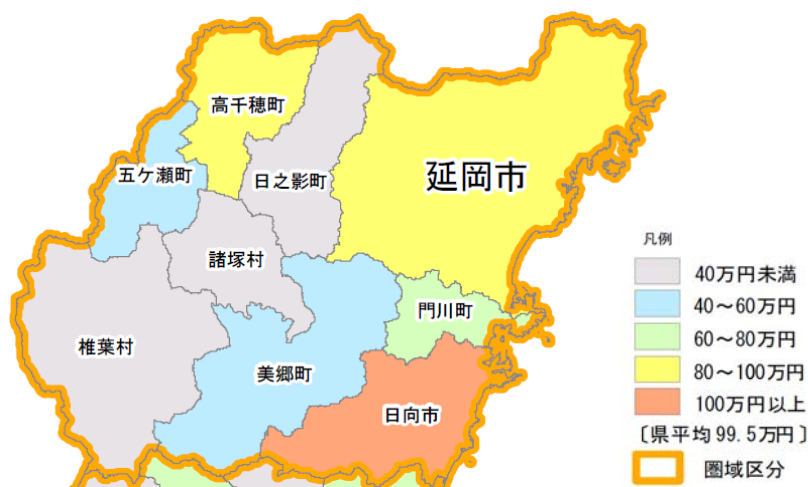 高千穂町
五ケ瀬町
日之影町
延岡市
諸塚村
門川町
椎葉村
美郷町
日向市
凡例
40万円未満
40～60万円
60～80万円
80～100万円
100万円以上
〔県平均99.5万円〕
圏域区分